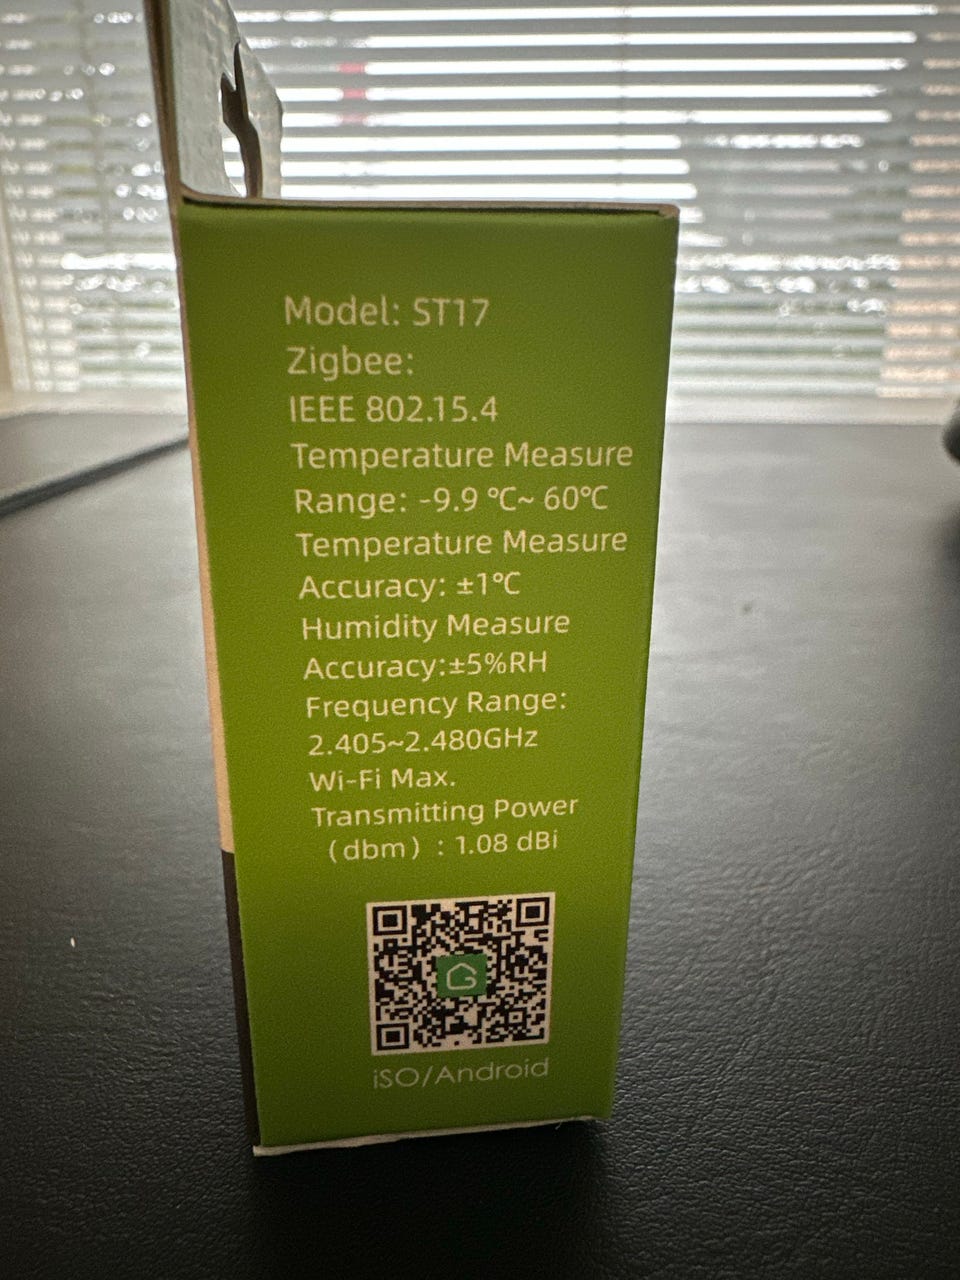 Model: ST17
Zigbee:
IEEE 802.15.4
Temperature Measure
Range: -9.9 ℃~ 60℃
Temperature Measure
Accuracy: ±1℃
Humidity Measure
Accuracy:±5%RH
Frequency Range:
2.405~2.480GHz
Wi-Fi Max.
Transmitting Power
(dbm) : 1.08 dBi
iSO/Android